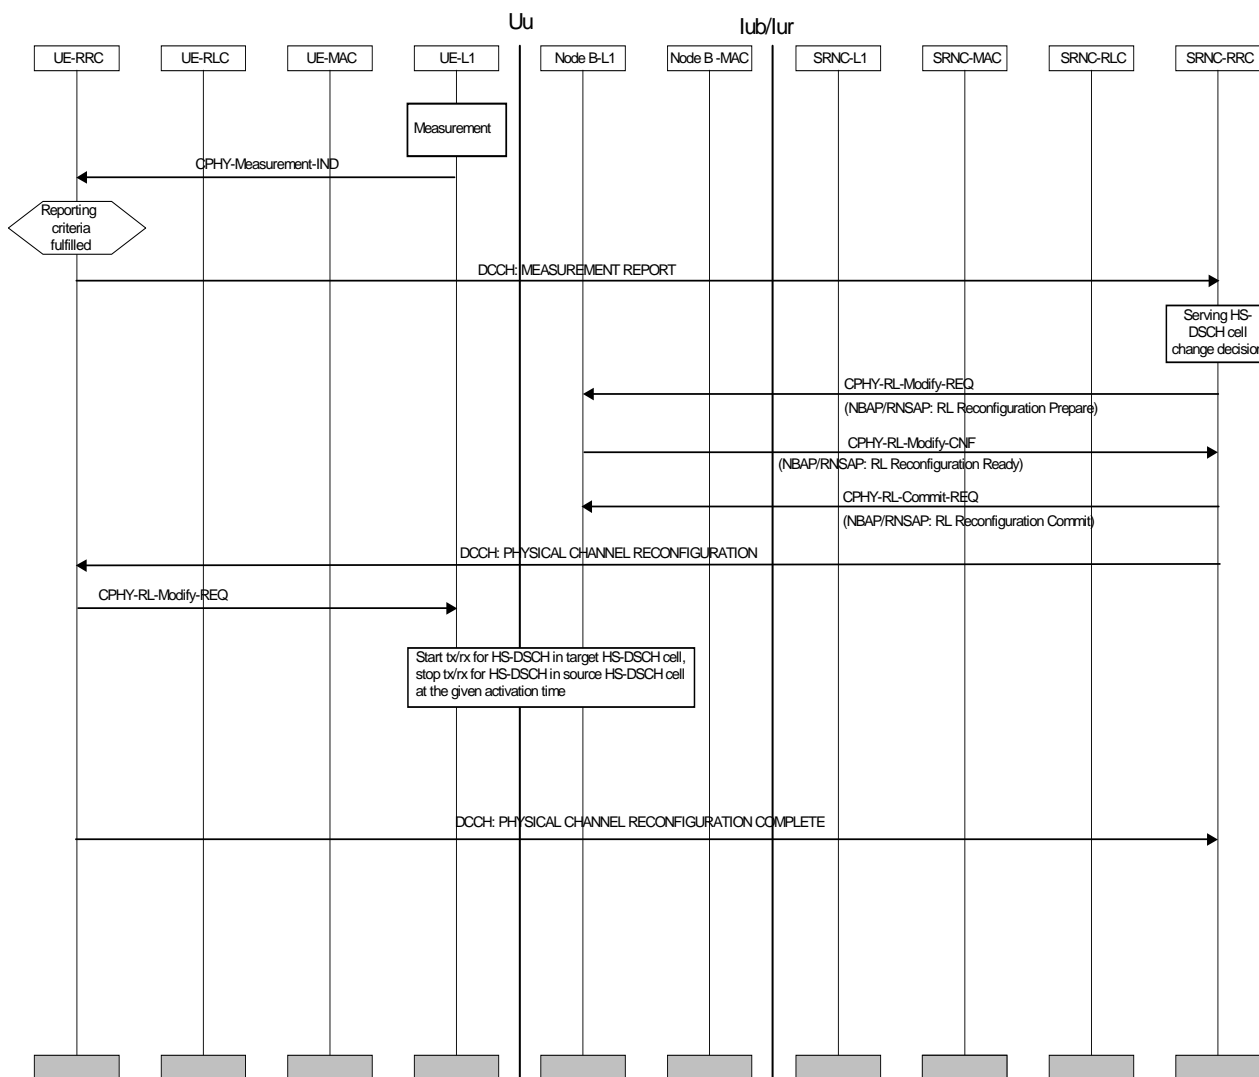 Uu
Iub/Iur
UE-RRC
UE-RLC
UE-MAC
UE-L1
Node B-L1
Node B -MAC
SRNC-L1
SRNC-MAC
SRNC-RLC
SRNC-RRC
Measurement
CPHY-Measurement-IND
Reporting
criteria
fulfilled
DCCH: MEASUREMENT REPORT
Serving HS-
DSCH cell
change decision
CPHY-RL-Modify-REQ
(NBAP/RNSAP: RL Reconfiguration Prepare)
CPHY-RL-Modify-CNF
(NBAP/RNSAP: RL Reconfiguration Ready)
CPHY-RL-Commit-REQ
(NBAP/RNSAP: RL Reconfiguration Commit)
DCCH: PHYSICAL CHANNEL RECONFIGURATION
CPHY-RL-Modify-REQ
Start tx/rx for HS-DSCH in target HS-DSCH cell,
stop tx/rx for HS-DSCH in source HS-DSCH cell
at the given activation time
DCCH: PHYSICAL CHANNEL RECONFIGURATION COMPLETE